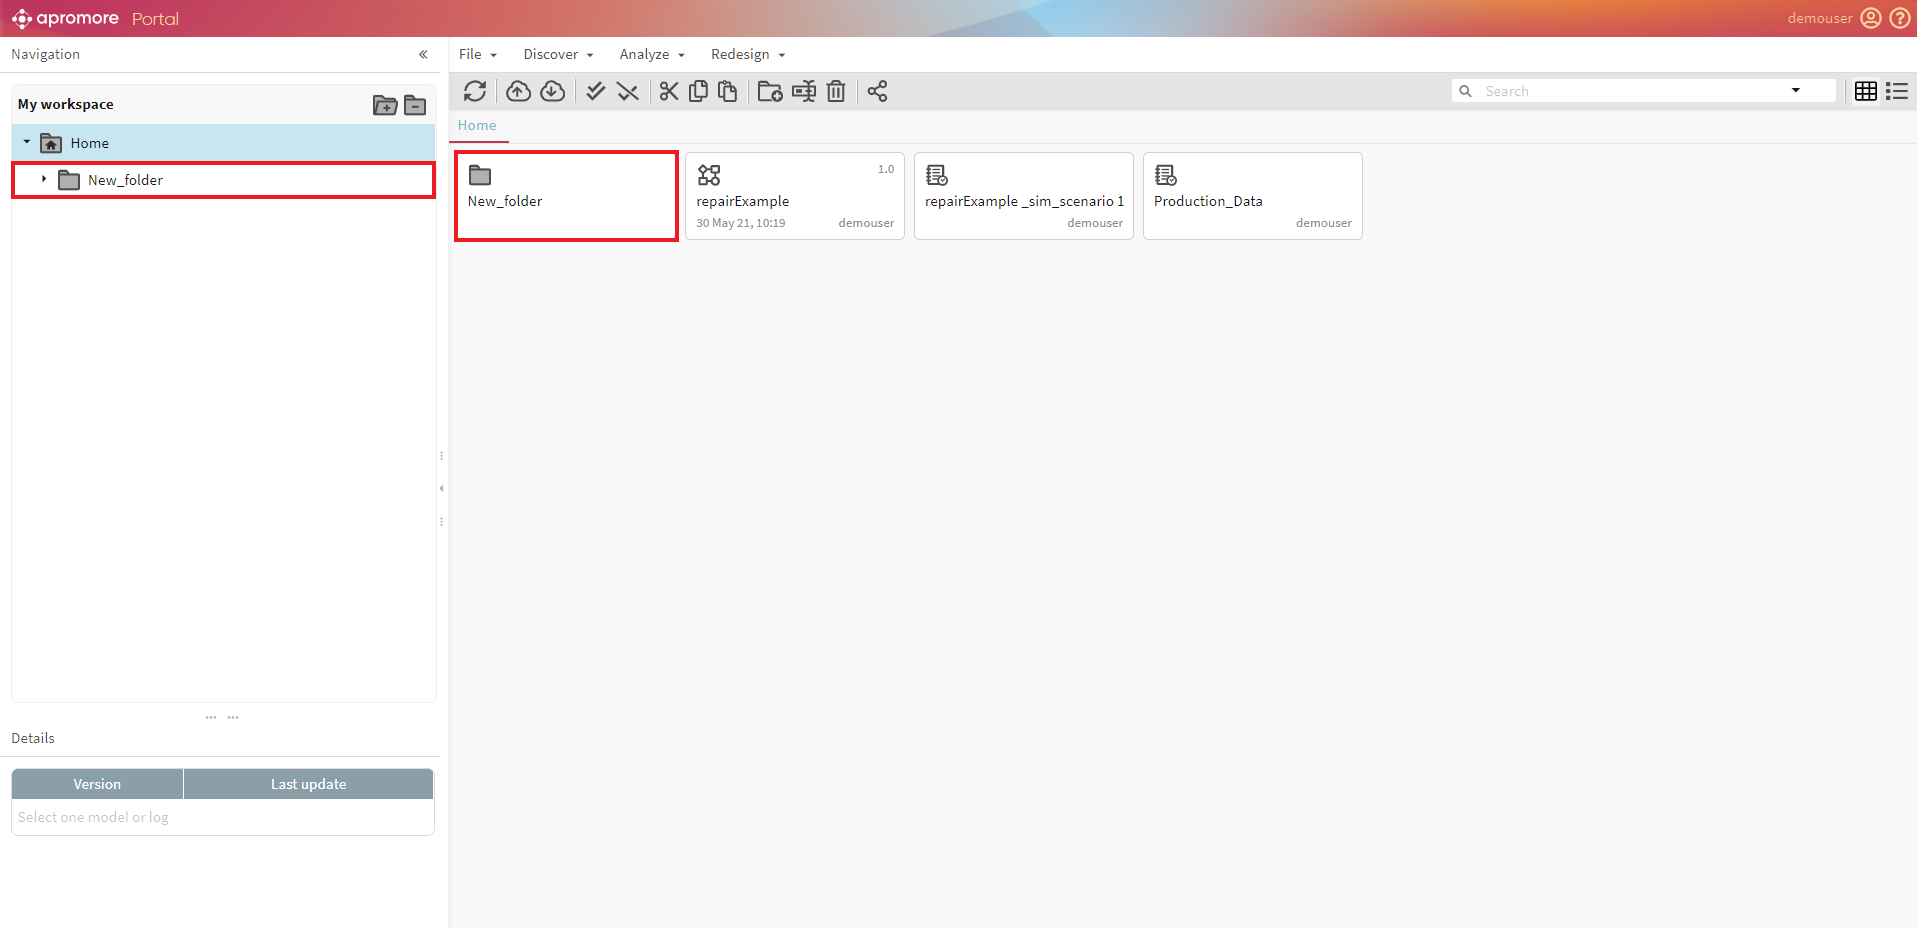 apromore Portal
demouser
Navigation
File
Discover
Analyze
Redesign
My workspace
Search
Home
New_folder
Home
New_folder
repairExample
1.0
30 May 21, 10:19
demouser
repairExample _sim_scenario 1
demouser
Production_Data
demouser
Details
Version
Last update
Select one model or log